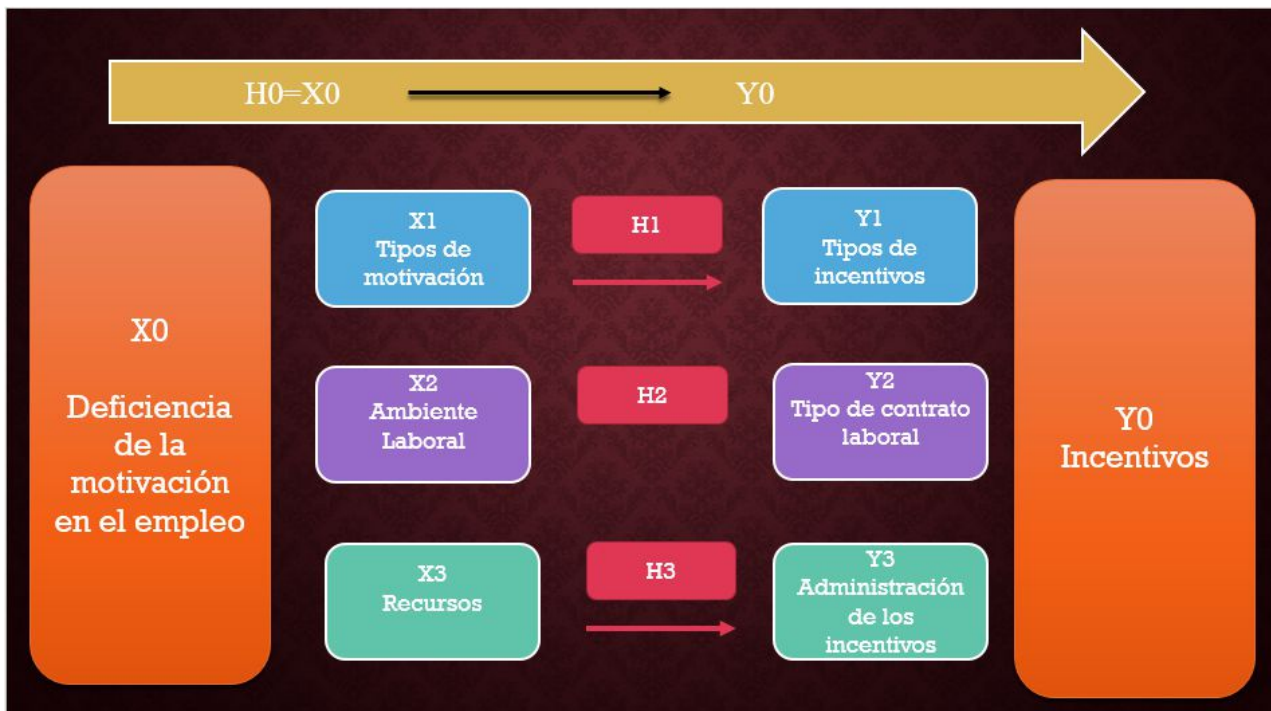 H0=X0 Y0
X0
Deficiencia
de la
motivación
en el empleo
X1
Tipos de
motivación
H1
Y1
Tipos de
incentivos
X2
Ambiente
Laboral
H2
Y2
Tipo de contrato
laboral
X3
Recursos
H3
Y3
Administración
de los
incentivos
Y0
Incentivos